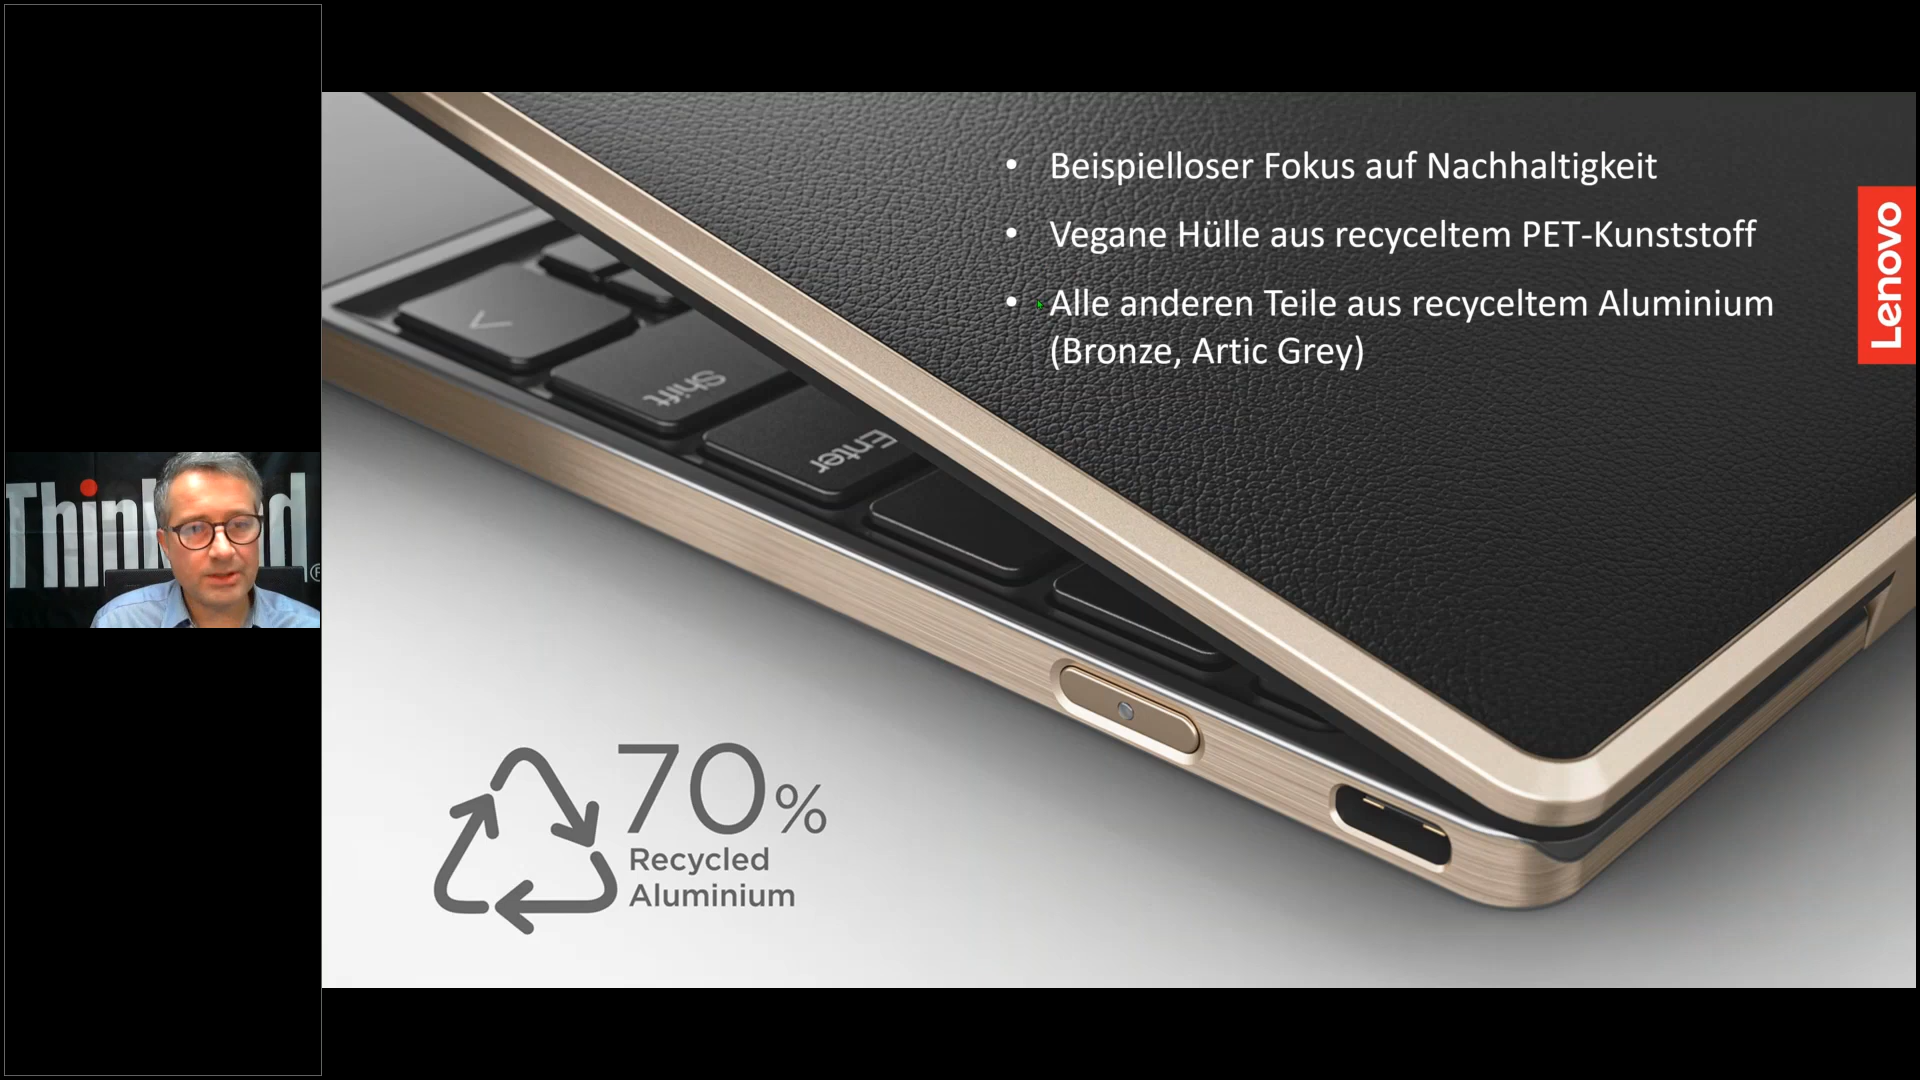 Beispielloser Fokus auf Nachhaltigkeit
Vegane Hülle aus recyceltem PET-Kunststoff
Alle anderen Teile aus recyceltem Aluminium
(Bronze, Artic Grey)
Lenovo
Shift
Enter
70%
Recycled
Aluminium